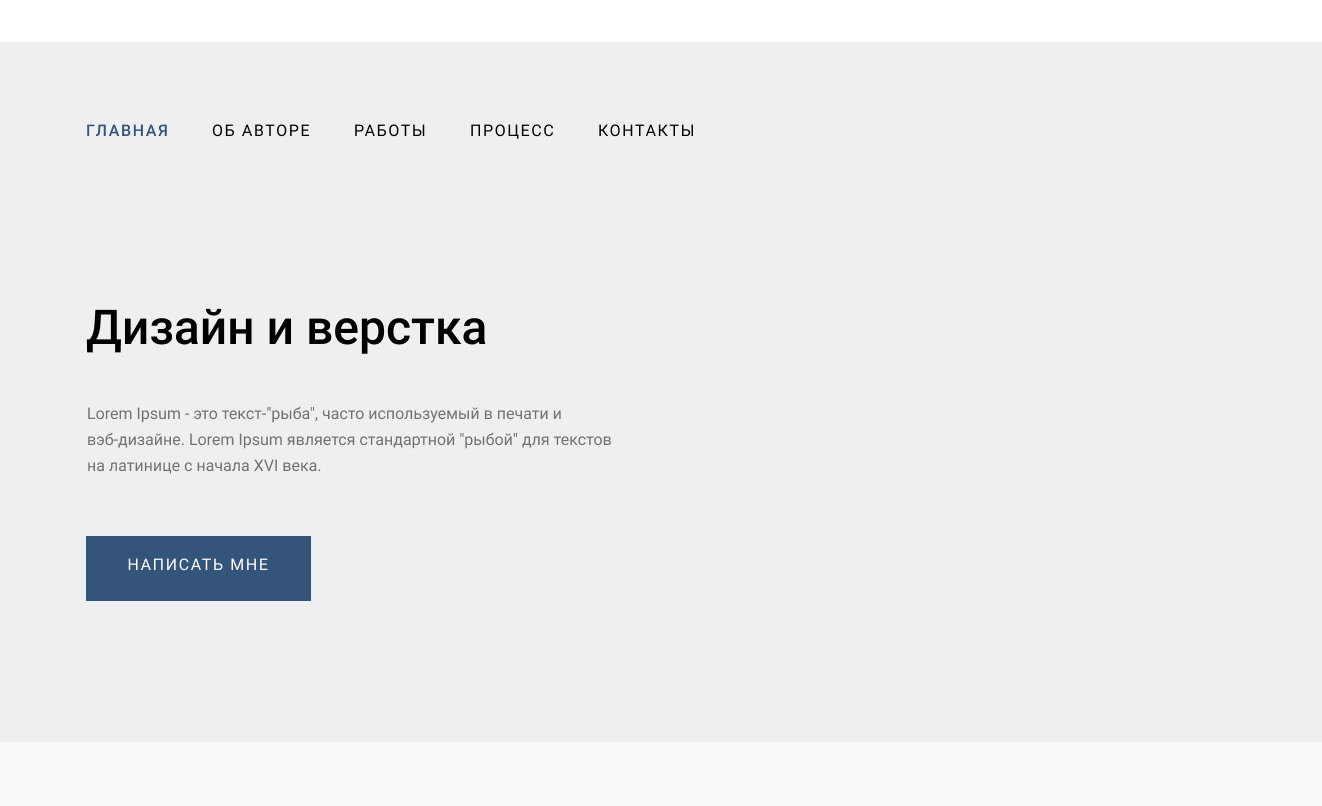 ГЛАВНАЯ ОБ АВТОРЕ РАБОТЫ ПРОЦЕСС КОНТАКТЫ
Дизайн и верстка
Lorem Ipsum - это текст-"рыба", часто используемый в печати и
вэб-дизайне. Lorem Ipsum является стандартной "рыбой" для текстов
на латинице с начала XVI века.
НАПИСАТЬ МНЕ